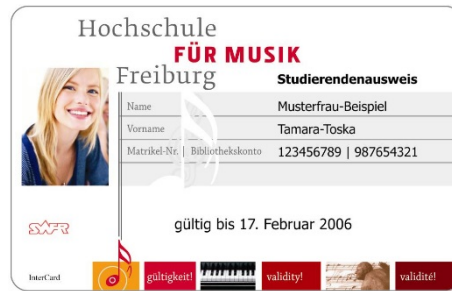 Hochschule
FÜR MUSIK
Freiburg
Studierendenausweis
Name Musterfrau-Beispiel
Vorname Tamara-Toska
Matrikel-Nr. | Bibliothekskonto 123456789 | 987654321
gültig bis 17. Februar 2006
SAFR
InterCard gültigkeit! validity! validité!